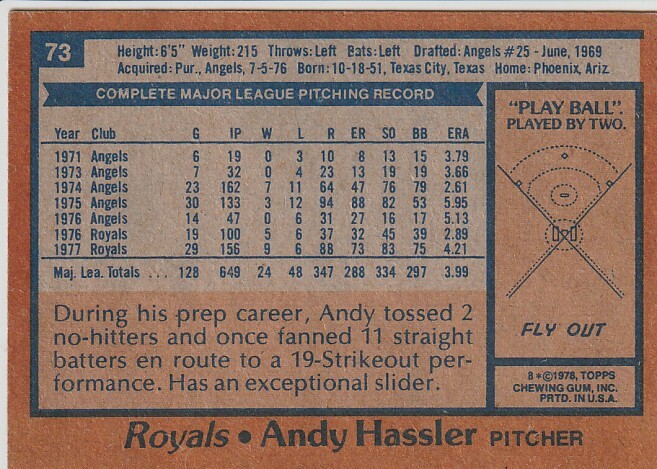 73
Height: 6'5" Weight: 215 Throws: Left Bats: Left Drafted: Angels #25 - June, 1969
Acquired: Pur., Angels, 7-5-76 Born: 10-18-51, Texas City, Texas Home: Phoenix, Ariz
COMPLETE MAJOR LEAGUE PITCHING RECORD
Year Club G IP W L R ER SO BB ERA
1971 Angels 6 19 0 3 10 8 13 15 3.79
1973 Angels 7 32 0 4 23 13 19 19 3.66
1974 Angels 23 162 7 11 64 47 76 79 2.61
1975 Angels 30 133 3 12 94 88 82 53 5.95
1976 Angels 14 47 0 6 31 27 16 17 5.13
1976 Royals 19 100 5 6 37 32 45 39 2.89
1977 Royals 29 156 9 6 88 73 83 75 4.21
Maj. Lea. Totals ... 128 649 24 48 347 288 334 297 3.99
During his prep career, Andy tossed 2
no-hitters and once fanned 11 straight
batters en route to a 19-Strikeout per-
formance. Has an exceptional slider.
"PLAY BALL".
PLAYED BY TWO.
FLY OUT
8 * © 1978, TOPPS
CHEWING GUM, INC.
PRTD. IN U.S.A.
Royals • Andy Hassler PITCHER